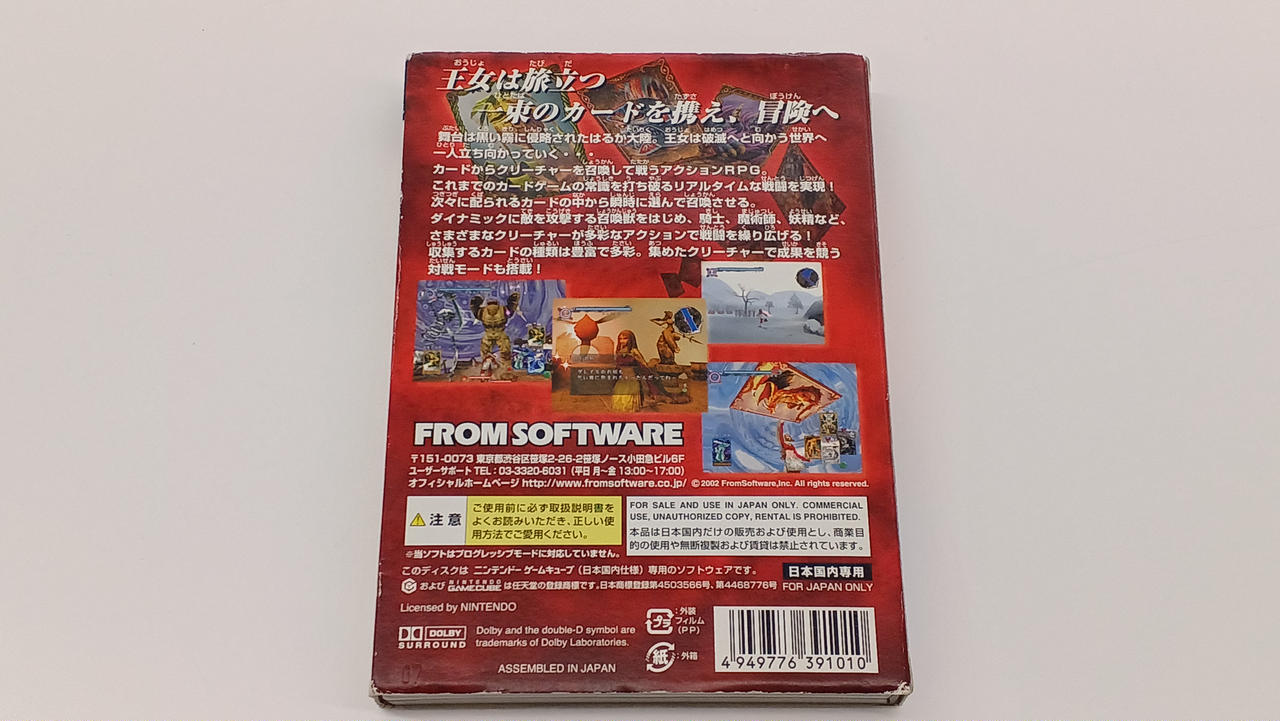 王女は旅立つ
一束のカードを携え、冒険へ
舞台は黒い霧に侵略されたはるか大陸。王女は破滅へと向かう世界へ
一人立ち向かっていく・・
カードからクリーチャーを召喚して戦うアクションRPG。
これまでのカードゲームの常識を打ち破るリアルタイムな戦闘を実現！
次々に配られるカードの中から瞬時に選んで召喚させる。
ダイナミックに敵を攻撃する召喚獣をはじめ、騎士、魔術師、妖精など、
さまざまなクリーチャーが多彩なアクションで戦闘を繰り広げる！
収集するカードの種類は豊富で多彩。集めたクリーチャーで成果を競う
対戦モードも搭載！
FROM SOFTWARE
〒151-0073 東京都渋谷区笹塚2-26-2笹塚ノース小田急ビル6F
ユーザーサポート TEL：03-3320-6031（平日 月〜金 13:00〜17:00）
オフィシャルホームページ http://www.fromsoftware.co.jp/
©2002 FromSoftware,Inc. All rights reserved.
注意
ご使用前に必ず取扱説明書を
よくお読みいただき、正しい使
用方法でご愛用ください。
FOR SALE AND USE IN JAPAN ONLY. COMMERCIAL
USE, UNAUTHORIZED COPY, RENTAL IS PROHIBITED.
本品は日本国内だけの販売および使用とし、商業目
的の使用や無断複製および賃貸は禁止されています。
※当ソフトはプログレッシブモードに対応していません。
このディスクは ニンテンドー ゲームキューブ（日本国内仕様）専用のソフトウェアです。
日本国内専用
および NINTENDO GAMECUBE は任天堂の登録商標です。日本商標登録第4503566号、第4468776号
FOR JAPAN ONLY
Licensed by NINTENDO
DOLBY
SURROUND
Dolby and the double-D symbol are
trademarks of Dolby Laboratories.
プラ
：外装
フィルム
（PP）
紙
：外箱
ASSEMBLED IN JAPAN
4 949776 391010
07